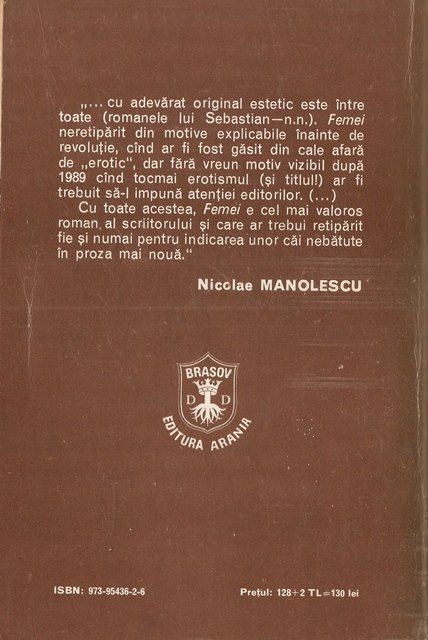 „... cu adevărat original estetic este între
toate (romanele lui Sebastian—n.n.). Femei
neretipărit din motive explicabile înainte de
revoluție, cînd ar fi fost găsit din cale afară
de „erotic“, dar fără vreun motiv vizibil după
1989 cînd tocmai erotismul (și titlul!) ar fi
trebuit să-l impună atenției editorilor. (...)
Cu toate acestea, Femei e cel mai valoros
roman al scriitorului și care ar trebui retipărit
fie și numai pentru indicarea unor căi nebătute
în proza mai nouă.“
Nicolae MANOLESCU
BRASOV
D D
EDITURA ARANIA
ISBN: 973-95436-2-6
Prețul: 128+2 TL=130 lei